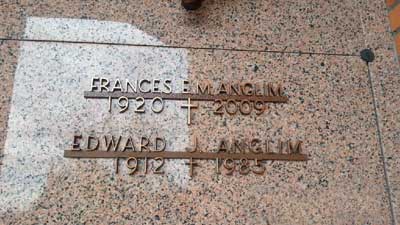 FRANCES E.M. ANGLIM
1920 † 2009
EDWARD J. ANGLIM
1912 † 1985